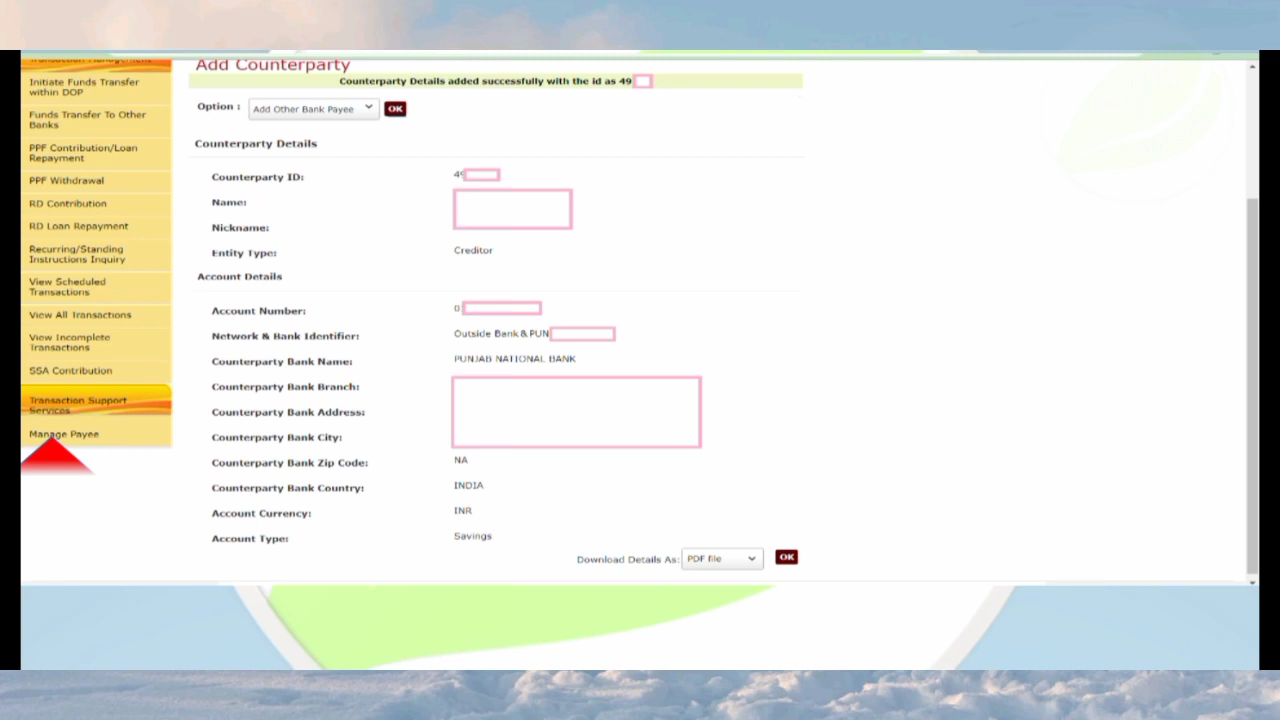 Transaction Management
Initiate Funds Transfer
within DOP
Funds Transfer To Other
Banks
PPF Contribution/Loan
Repayment
PPF Withdrawal
RD Contribution
RD Loan Repayment
Recurring/Standing
Instructions Inquiry
View Scheduled
Transactions
View All Transactions
View Incomplete
Transactions
SSA Contribution
Transaction Support
Services
Manage Payee
Add Counterparty
Counterparty Details added successfully with the id as 49
Option : Add Other Bank Payee OK
Counterparty Details
Counterparty ID: 49
Name:
Nickname:
Entity Type: Creditor
Account Details
Account Number: 0
Network & Bank Identifier: Outside Bank & PUN
Counterparty Bank Name: PUNJAB NATIONAL BANK
Counterparty Bank Branch:
Counterparty Bank Address:
Counterparty Bank City:
Counterparty Bank Zip Code: NA
Counterparty Bank Country: INDIA
Account Currency: INR
Account Type: Savings
Download Details As: PDF file OK